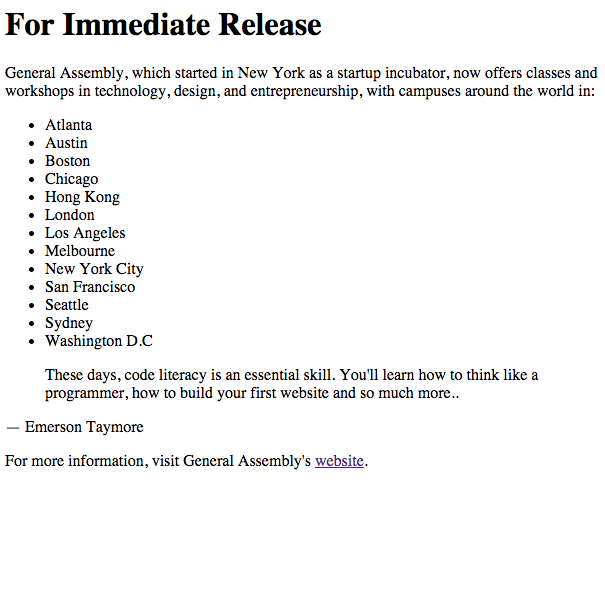 For Immediate Release
General Assembly, which started in New York as a startup incubator, now offers classes and
workshops in technology, design, and entrepreneurship, with campuses around the world in:
• Atlanta
• Austin
• Boston
• Chicago
• Hong Kong
• London
• Los Angeles
• Melbourne
• New York City
• San Francisco
• Seattle
• Sydney
• Washington D.C
These days, code literacy is an essential skill. You'll learn how to think like a
programmer, how to build your first website and so much more..
— Emerson Taymore
For more information, visit General Assembly's website.